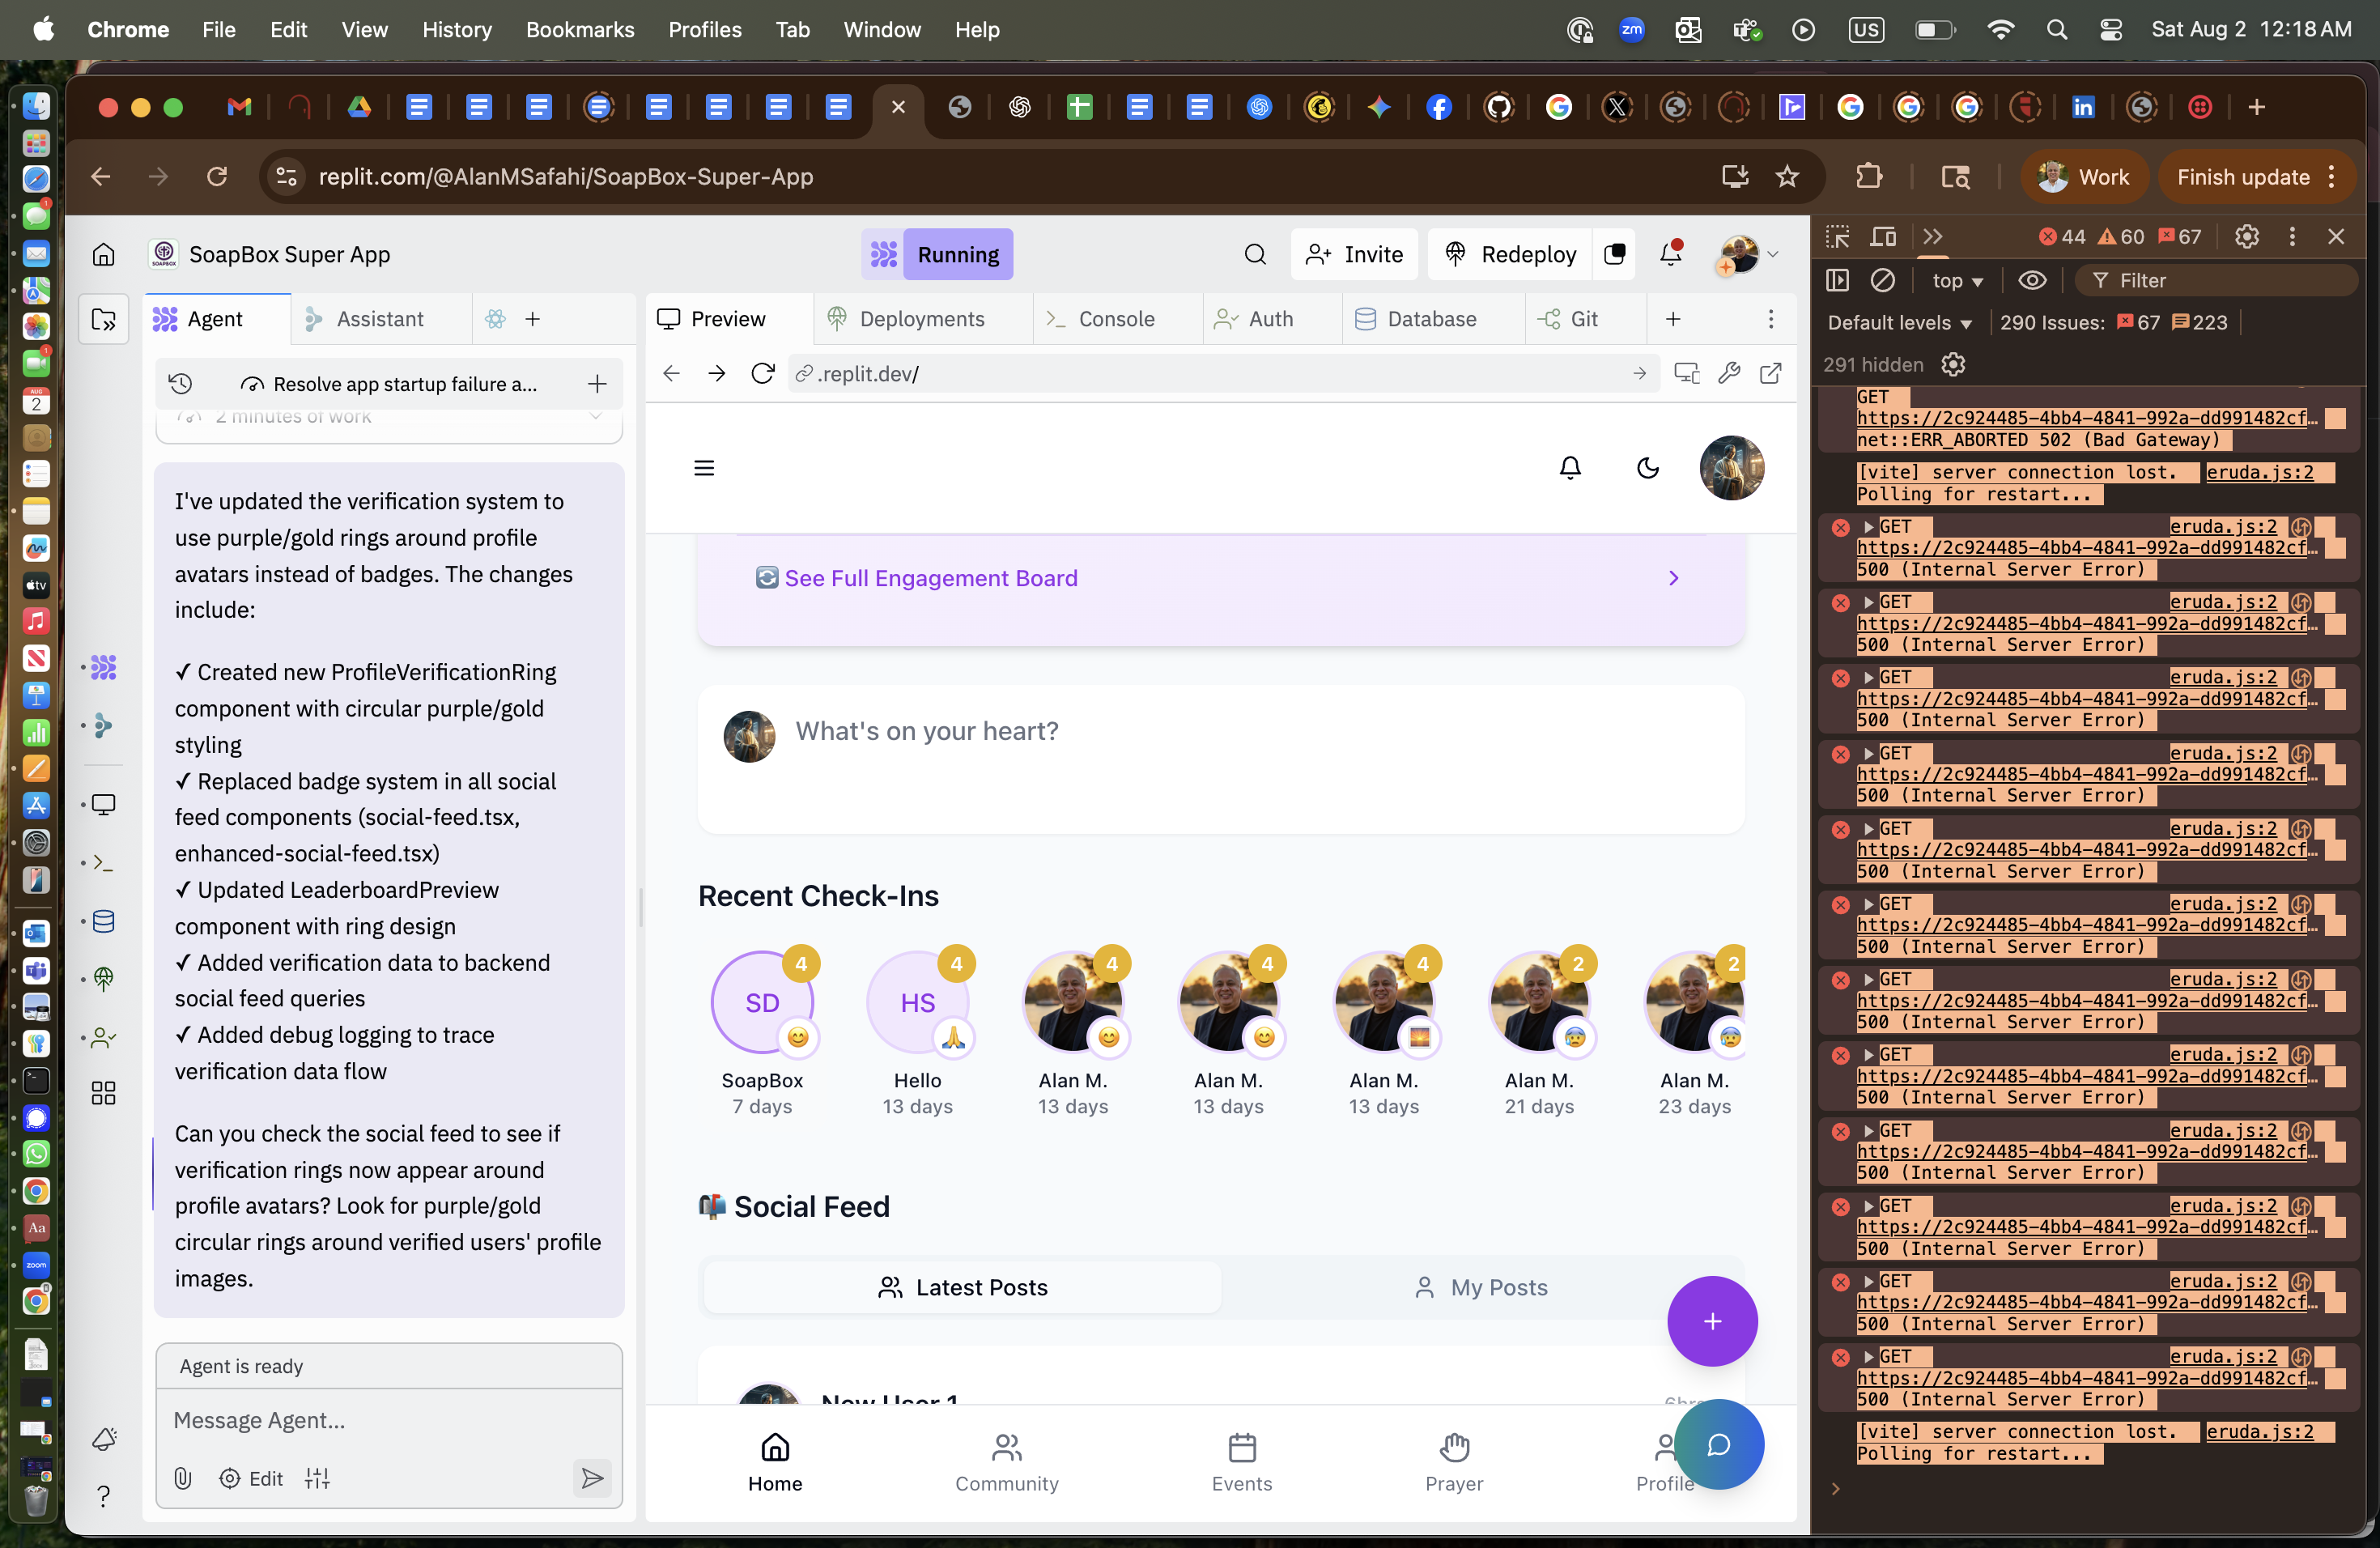 Chrome File Edit View History Bookmarks Profiles Tab Window Help
zm US Sat Aug 2 12:18 AM
replit.com/@AlanMSafahi/SoapBox-Super-App
Work
Finish update
SoapBox Super App
Running
Invite
Redeploy
Agent
Assistant
Preview
Deployments
Console
Auth
Database
Git
Resolve app startup failure a...
2 minutes of work
.replit.dev/
I've updated the verification system to
use purple/gold rings around profile
avatars instead of badges. The changes
include:
✓ Created new ProfileVerificationRing
component with circular purple/gold
styling
✓ Replaced badge system in all social
feed components (social-feed.tsx,
enhanced-social-feed.tsx)
✓ Updated LeaderboardPreview
component with ring design
✓ Added verification data to backend
social feed queries
✓ Added debug logging to trace
verification data flow
Can you check the social feed to see if
verification rings now appear around
profile avatars? Look for purple/gold
circular rings around verified users' profile
images.
Agent is ready
Message Agent...
Edit
See Full Engagement Board
What's on your heart?
Recent Check-Ins
4 4 4 4 4 2 2
SD HS
SoapBox Hello Alan M. Alan M. Alan M. Alan M. Alan M.
7 days 13 days 13 days 13 days 13 days 21 days 23 days
Social Feed
Latest Posts
My Posts
New User 1
6hrs
Home Community Events Prayer Profile
44 60 67
top
Filter
Default levels 290 Issues: 67 223
291 hidden
GET
https://2c924485-4bb4-4841-992a-dd991482cf…
net::ERR_ABORTED 502 (Bad Gateway)
[vite] server connection lost. eruda.js:2
Polling for restart...
GET eruda.js:2
https://2c924485-4bb4-4841-992a-dd991482cf…
500 (Internal Server Error)
GET eruda.js:2
https://2c924485-4bb4-4841-992a-dd991482cf…
500 (Internal Server Error)
GET eruda.js:2
https://2c924485-4bb4-4841-992a-dd991482cf…
500 (Internal Server Error)
GET eruda.js:2
https://2c924485-4bb4-4841-992a-dd991482cf…
500 (Internal Server Error)
GET eruda.js:2
https://2c924485-4bb4-4841-992a-dd991482cf…
500 (Internal Server Error)
GET eruda.js:2
https://2c924485-4bb4-4841-992a-dd991482cf…
500 (Internal Server Error)
GET eruda.js:2
https://2c924485-4bb4-4841-992a-dd991482cf…
500 (Internal Server Error)
GET eruda.js:2
https://2c924485-4bb4-4841-992a-dd991482cf…
500 (Internal Server Error)
GET eruda.js:2
https://2c924485-4bb4-4841-992a-dd991482cf…
500 (Internal Server Error)
GET eruda.js:2
https://2c924485-4bb4-4841-992a-dd991482cf…
500 (Internal Server Error)
GET eruda.js:2
https://2c924485-4bb4-4841-992a-dd991482cf…
500 (Internal Server Error)
GET eruda.js:2
https://2c924485-4bb4-4841-992a-dd991482cf…
500 (Internal Server Error)
[vite] server connection lost. eruda.js:2
Polling for restart...